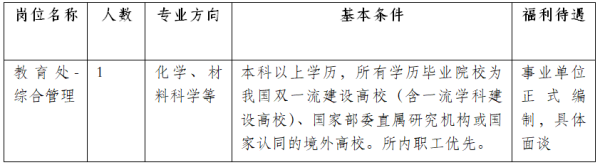 岗位名称 人数 专业方向 基本条件 福利待遇
教育处-综合管理
1
化学、材料科学等
本科以上学历，所有学历毕业院校为
我国双一流建设高校（含一流学科建
设高校）、国家部委直属研究机构或国
家认同的境外高校。所内职工优先。
事业单位
正式编
制，具体
面谈